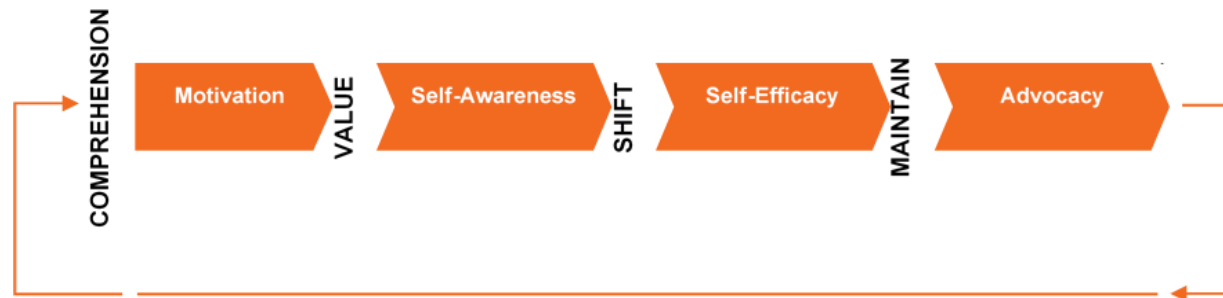 COMPREHENSION
Motivation
VALUE
Self-Awareness
SHIFT
Self-Efficacy
MAINTAIN
Advocacy